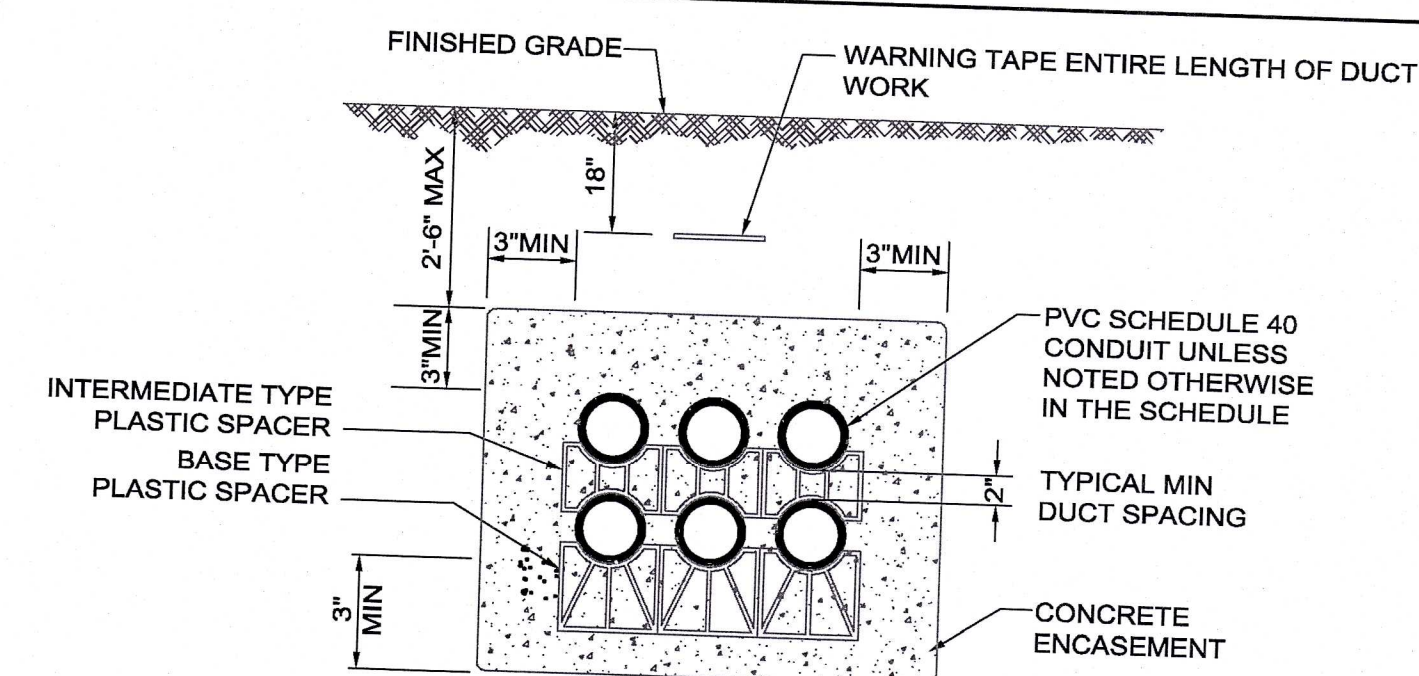 FINISHED GRADE
WARNING TAPE ENTIRE LENGTH OF DUCT
WORK
2'-6" MAX
18"
3"MIN
3"MIN
3"MIN
INTERMEDIATE TYPE
PLASTIC SPACER
BASE TYPE
PLASTIC SPACER
PVC SCHEDULE 40
CONDUIT UNLESS
NOTED OTHERWISE
IN THE SCHEDULE
2"
TYPICAL MIN
DUCT SPACING
3"
MIN
CONCRETE
ENCASEMENT